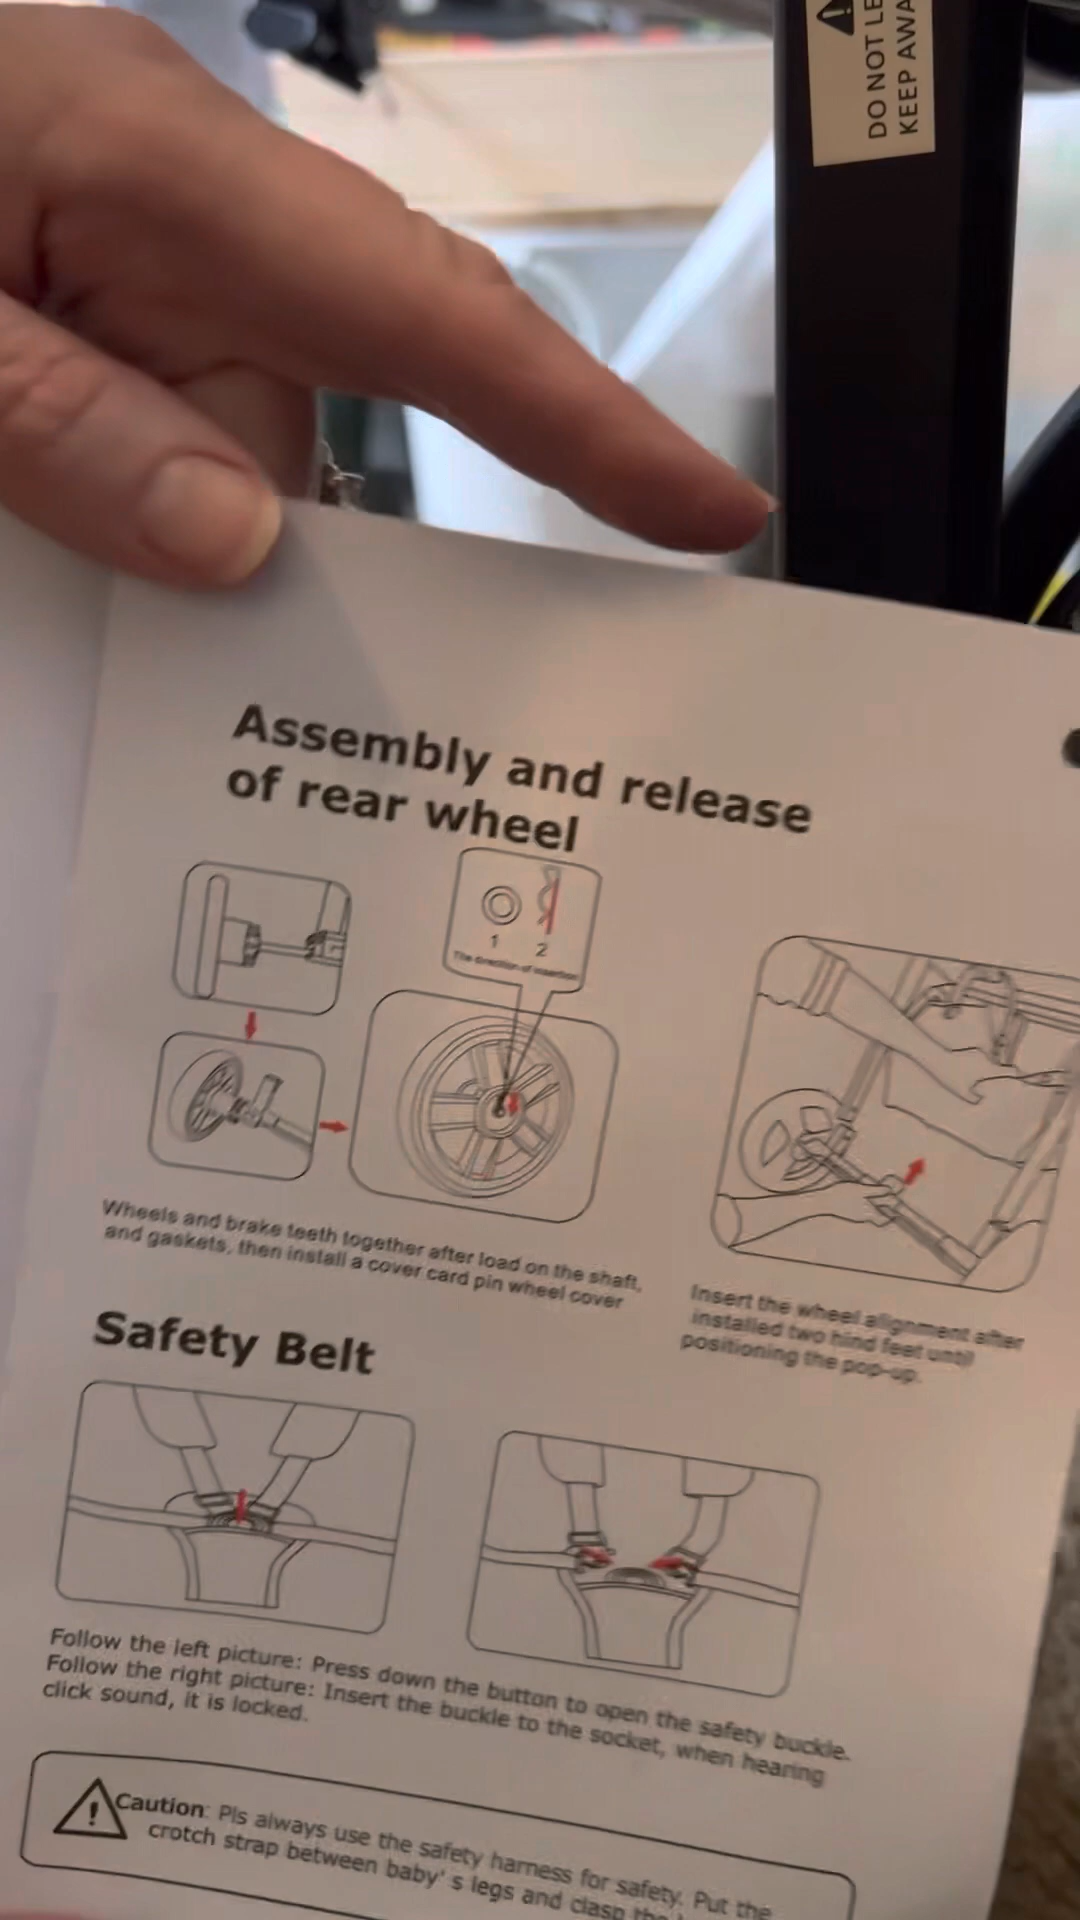 DO NOT LE
KEEP AWA
Assembly and release
of rear wheel
1 2
The direction of insertion
Wheels and brake teeth together after load on the shaft,
and gaskets, then install a cover card pin wheel cover
Insert the wheel alignment after
installed two hind feet until
positioning the pop-up.
Safety Belt
Follow the left picture: Press down the button to open the safety buckle.
Follow the right picture: Insert the buckle to the socket, when hearing
click sound, it is locked.
Caution: Pls always use the safety harness for safety. Put the
crotch strap between baby' s legs and clasp the